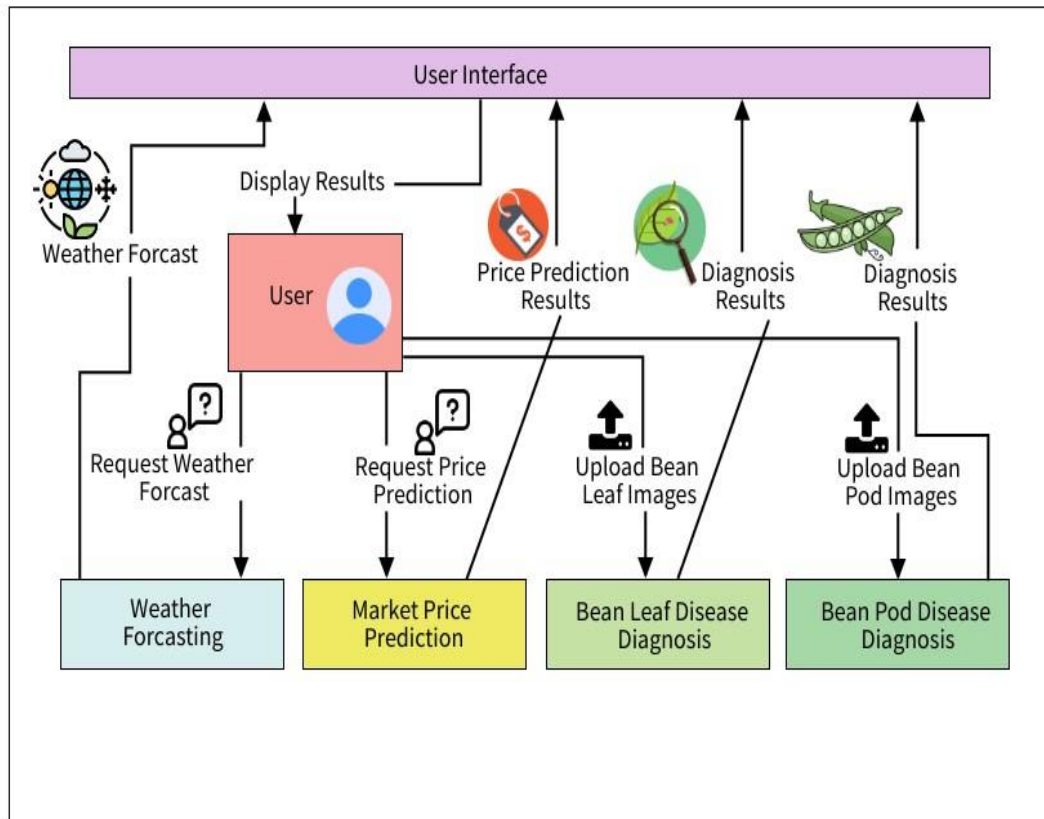 User Interface
Display Results
Weather Forcast
User
Price Prediction
Results
Diagnosis
Results
Diagnosis
Results
?
?
Request Weather
Forcast
Request Price
Prediction
Upload Bean
Leaf Images
Upload Bean
Pod Images
Weather
Forcasting
Market Price
Prediction
Bean Leaf Disease
Diagnosis
Bean Pod Disease
Diagnosis